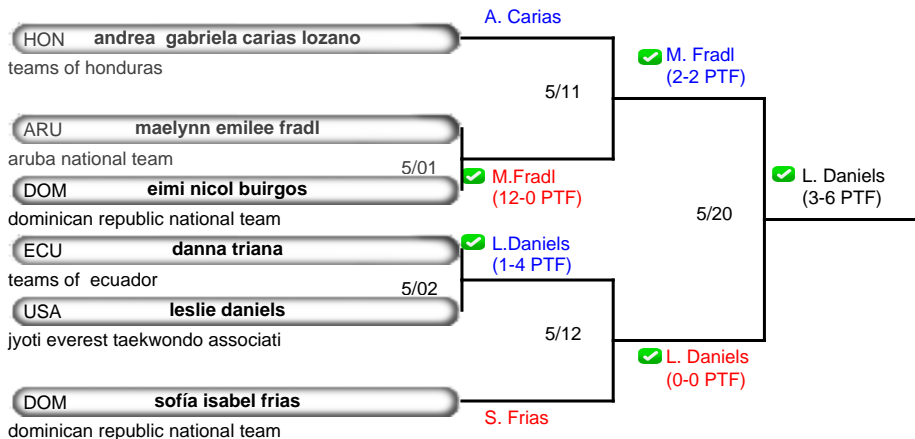 A. Carias
HON andrea gabriela carias lozano
teams of honduras
M. Fradl
(2-2 PTF)
5/11
ARU maelynn emilee fradl
aruba national team
5/01
M.Fradl
(12-0 PTF)
DOM eimi nicol buirgos
dominican republic national team
L. Daniels
(3-6 PTF)
5/20
ECU danna triana
teams of ecuador
L.Daniels
(1-4 PTF)
5/02
USA leslie daniels
jyoti everest taekwondo associati
5/12
L. Daniels
(0-0 PTF)
DOM sofía isabel frias
dominican republic national team
S. Frias